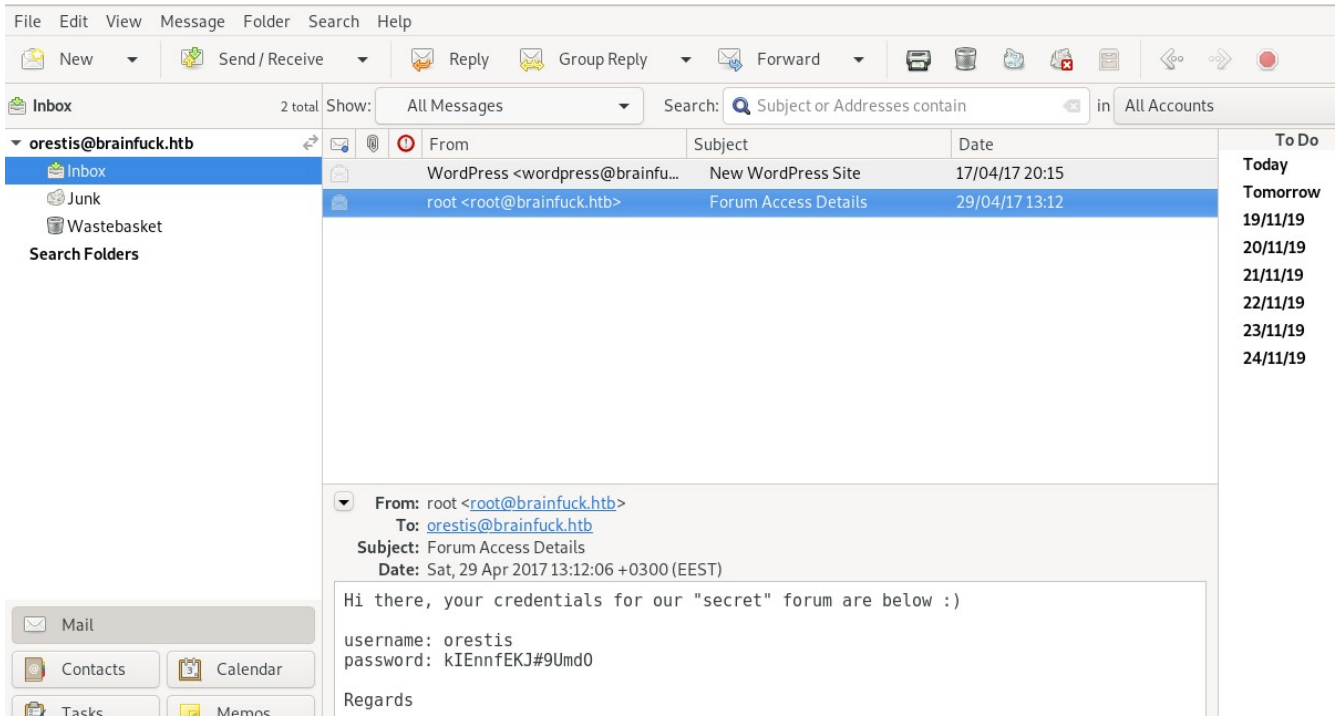 File Edit View Message Folder Search Help
New Send / Receive Reply Group Reply Forward
Inbox 2 total Show: All Messages Search: Subject or Addresses contain in All Accounts
orestis@brainfuck.htb
Inbox
Junk
Wastebasket
Search Folders
From Subject Date
WordPress <wordpress@brainfu... New WordPress Site 17/04/17 20:15
root <root@brainfuck.htb> Forum Access Details 29/04/17 13:12
To Do
Today
Tomorrow
19/11/19
20/11/19
21/11/19
22/11/19
23/11/19
24/11/19
From: root <root@brainfuck.htb>
To: orestis@brainfuck.htb
Subject: Forum Access Details
Date: Sat, 29 Apr 2017 13:12:06 +0300 (EEST)
Hi there, your credentials for our "secret" forum are below :)
username: orestis
password: kIEnnfEKJ#9UmdO
Regards
Mail
Contacts Calendar
Tasks Memos